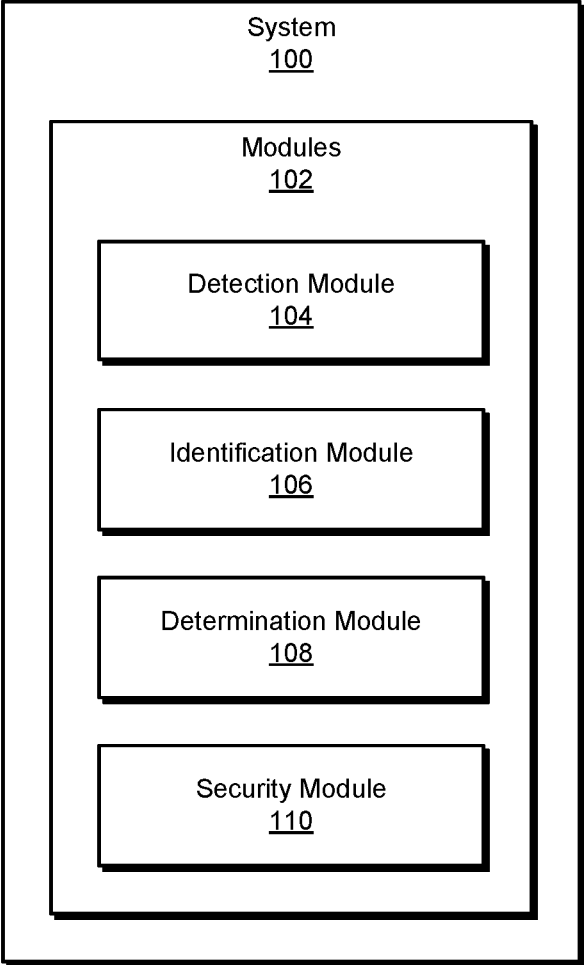 System
100
Modules
102
Detection Module
104
Identification Module
106
Determination Module
108
Security Module
110